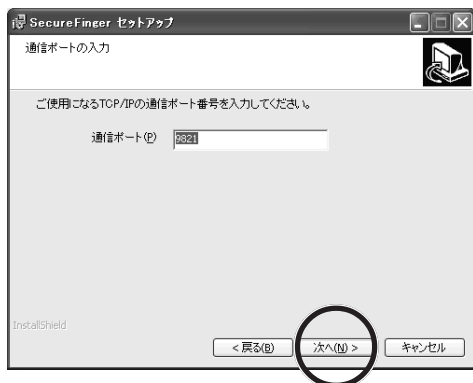 SecureFinger セットアップ
通信ポートの入力
ご使用になるTCP/IPの通信ポート番号を入力してください。
通信ポート(P) 9821
InstallShield
< 戻る(B) 次へ(N) > キャンセル